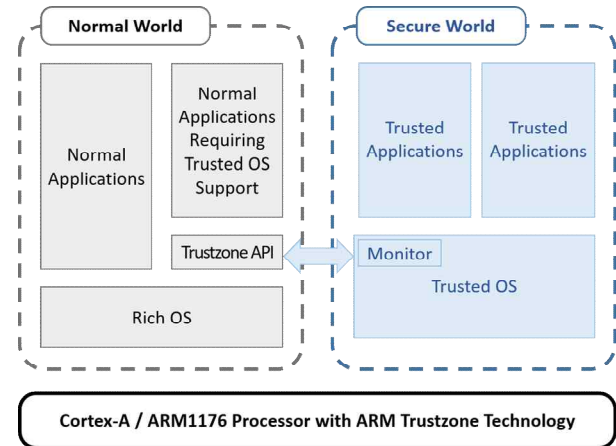 Normal World
Secure World
Normal
Applications
Normal
Applications
Requiring
Trusted OS
Support
Trusted
Applications
Trusted
Applications
Trustzone API
Monitor
Trusted OS
Rich OS
Cortex-A / ARM1176 Processor with ARM Trustzone Technology